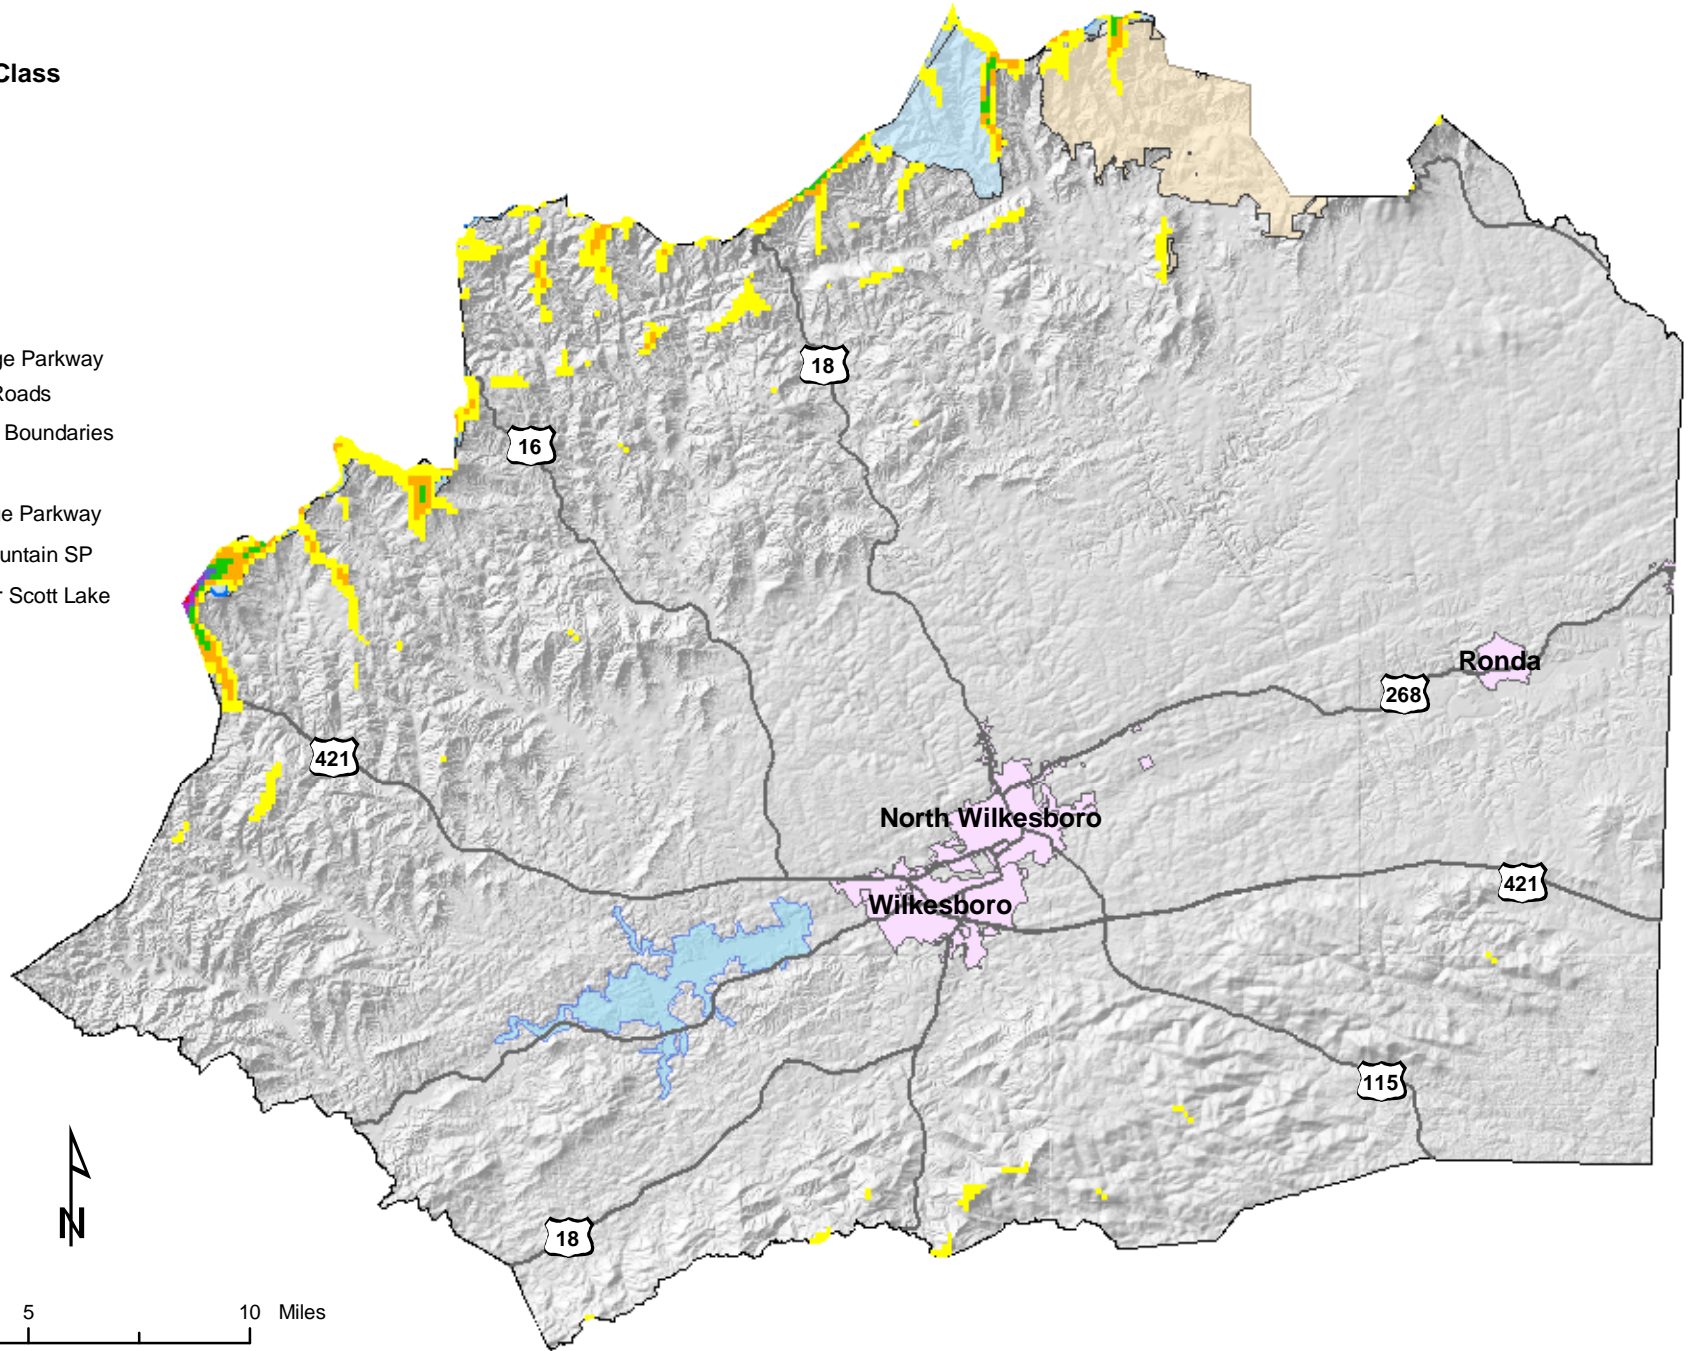 Class
ge Parkway
Roads
Boundaries
ge Parkway
untain SP
r Scott Lake
18
16
Ronda
268
421
North Wilkesboro
421
Wilkesboro
115
N
18
5 10 Miles